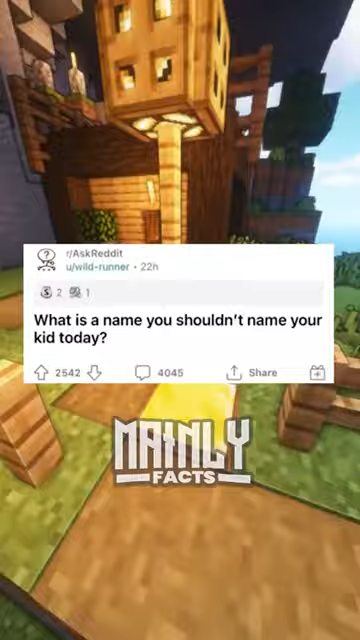 r/AskReddit
u/wild-runner • 22h
2 1
What is a name you shouldn't name your
kid today?
2542 4045 Share
MAINLY
FACTS